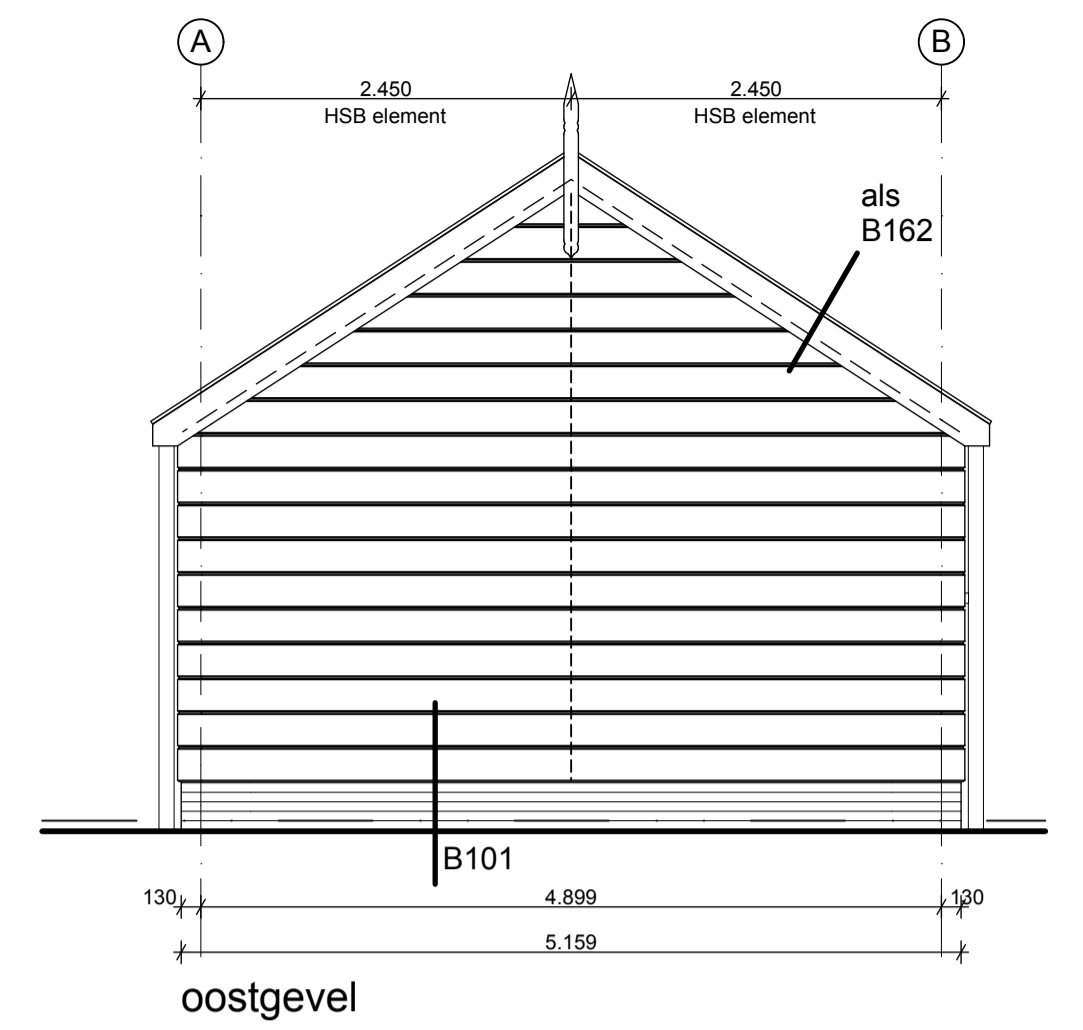 A
B
2.450
2.450
HSB element
HSB element
als
B162
B101
130
4.899
130
5.159
oostgevel